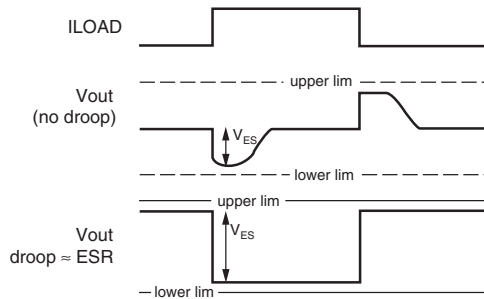 ILOAD
upper lim
Vout
(no droop)
VES
lower lim
upper lim
Vout
droop ≈ ESR
VES
lower lim